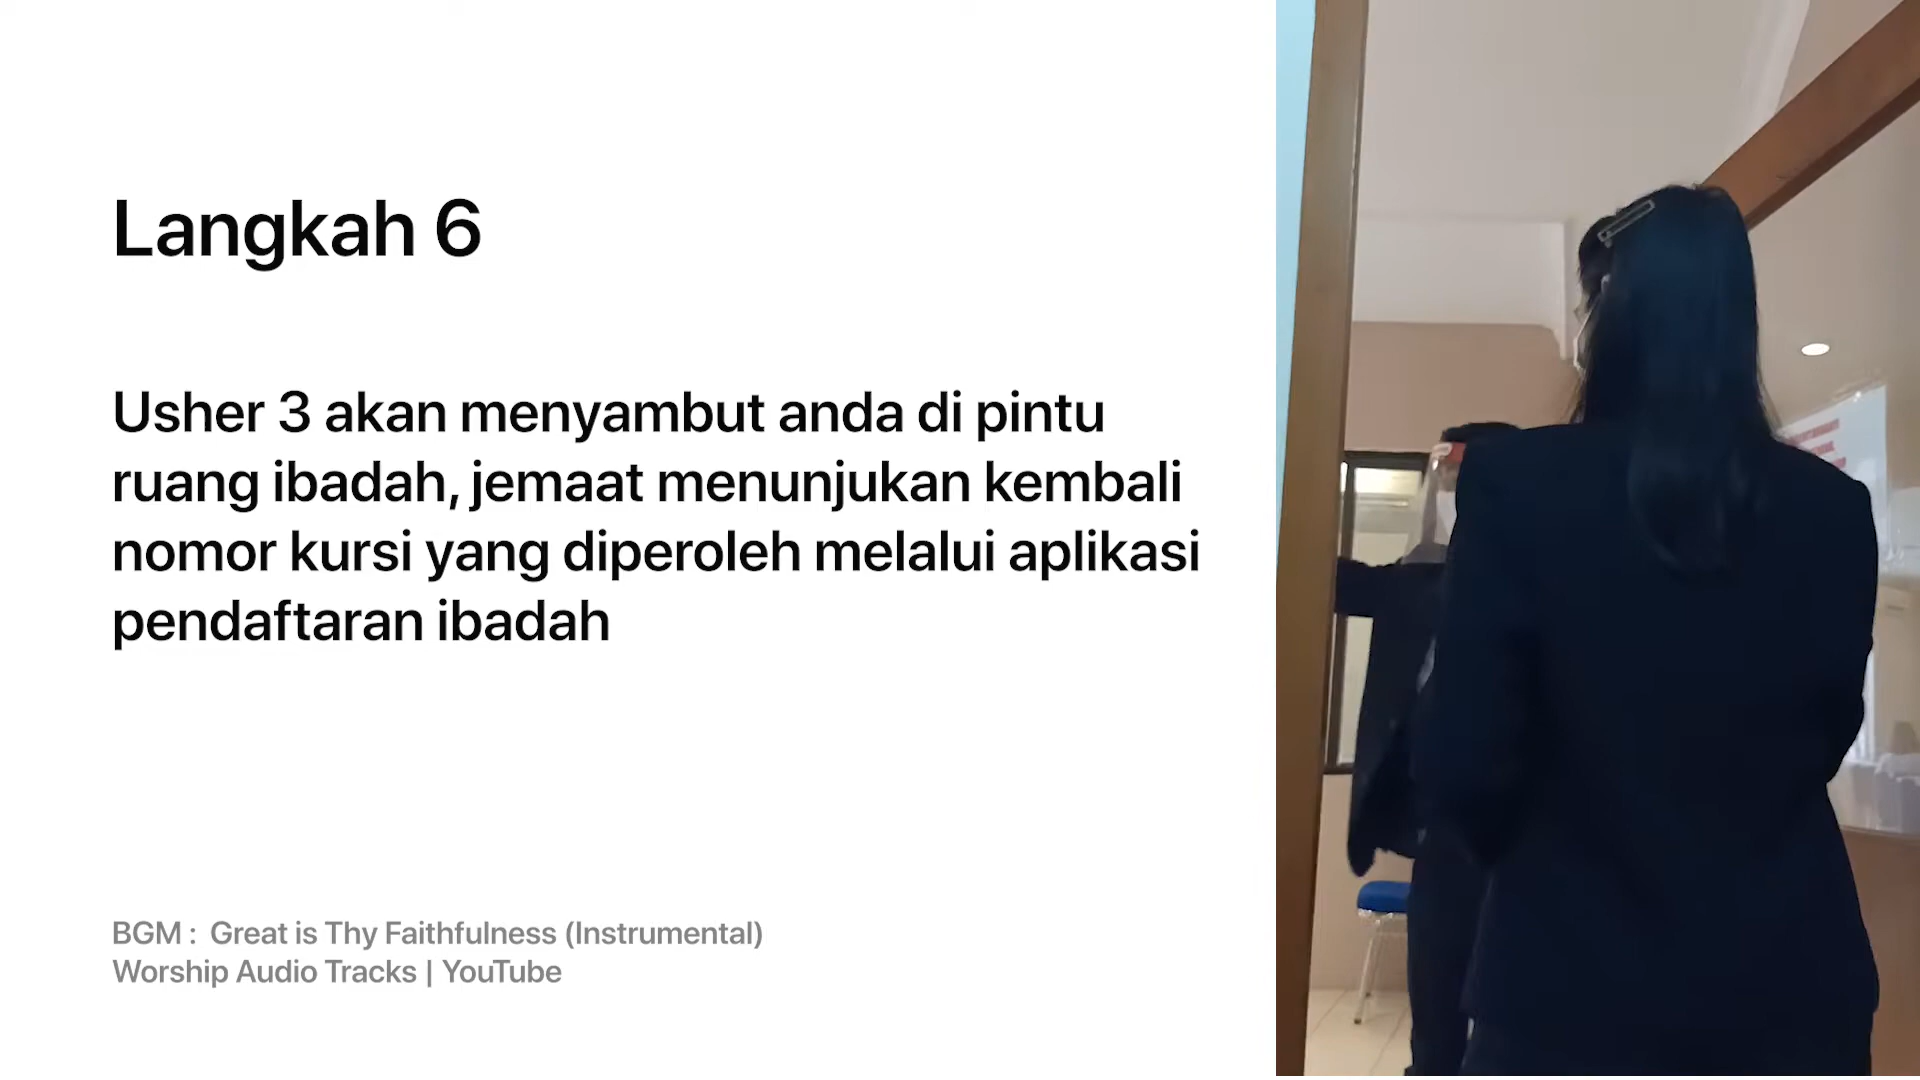 Langkah 6
Usher 3 akan menyambut anda di pintu
ruang ibadah, jemaat menunjukan kembali
nomor kursi yang diperoleh melalui aplikasi
pendaftaran ibadah
BGM :  Great is Thy Faithfulness (Instrumental)
Worship Audio Tracks | YouTube